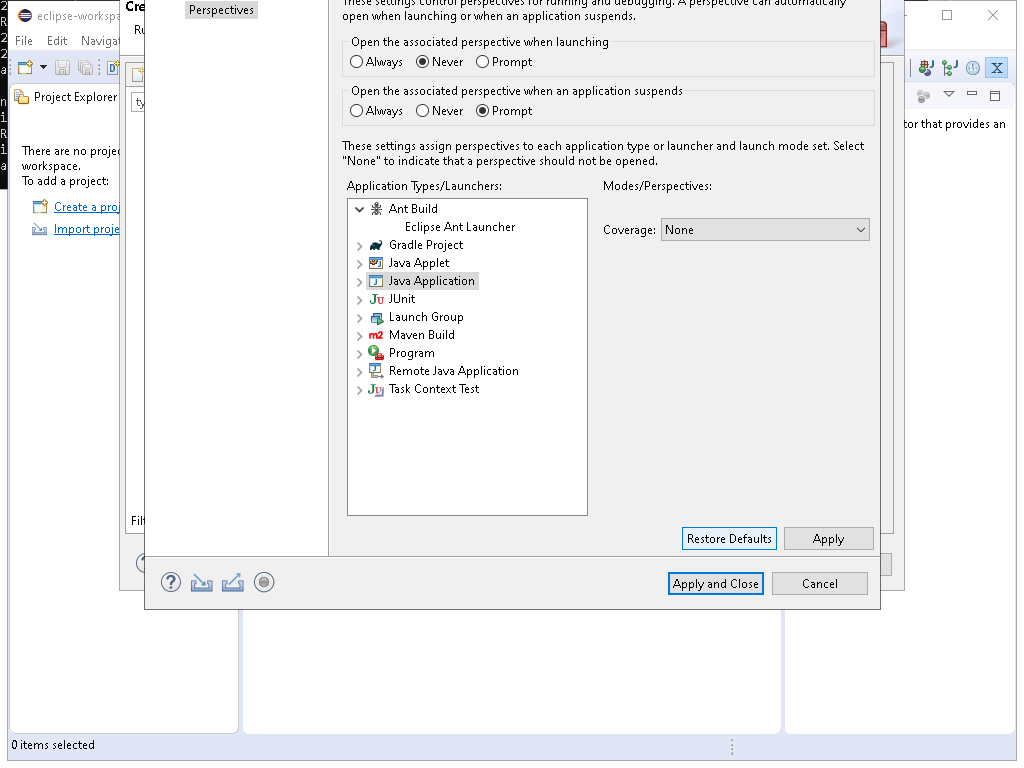 Perspectives
These settings control perspectives for running and debugging. A perspective can automatically
open when launching or when an application suspends.
Open the associated perspective when launching
Always Never Prompt
Open the associated perspective when an application suspends
Always Never Prompt
These settings assign perspectives to each application type or launcher and launch mode set. Select
"None" to indicate that a perspective should not be opened.
Application Types/Launchers:
Modes/Perspectives:
Ant Build
Eclipse Ant Launcher
Gradle Project
Java Applet
Java Application
JUnit
Launch Group
Maven Build
Program
Remote Java Application
Task Context Test
Coverage: None
Restore Defaults
Apply
Apply and Close
Cancel
eclipse-workspa
File Edit Navigat
Project Explorer
There are no proje
workspace.
To add a project:
Create a proj
Import proje
Cre
Ru
ty
Filt
tor that provides an
0 items selected